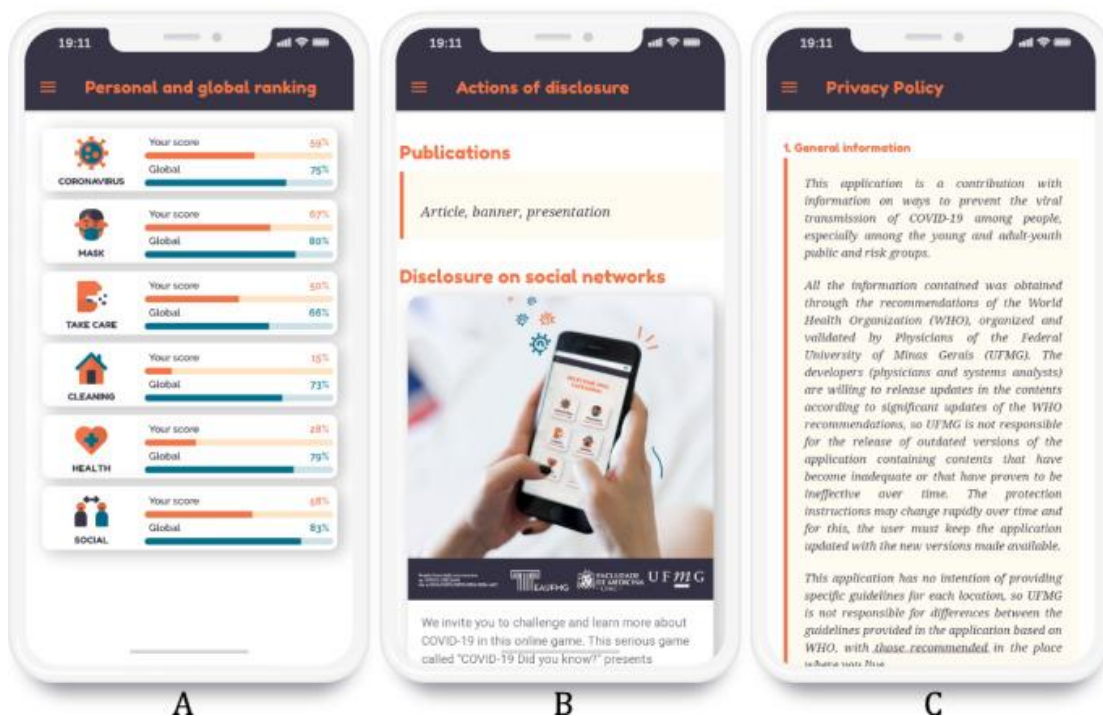 19:11
Personal and global ranking
CORONAVIRUS
Your score 59%
Global 75%
MASK
Your score 67%
Global 80%
TAKE CARE
Your score 50%
Global 66%
CLEANING
Your score 15%
Global 73%
HEALTH
Your score 28%
Global 79%
SOCIAL
Your score 58%
Global 83%
A
19:11
Actions of disclosure
Publications
Article, banner, presentation
Disclosure on social networks
FACULDADE
DE MEDICINA
UFMG
We invite you to challenge and learn more about
COVID-19 in this online game. This serious game
called "COVID-19 Did you know?" presents
B
19:11
Privacy Policy
1. General information
This application is a contribution with
information on ways to prevent the viral
transmission of COVID-19 among people,
especially among the young and adult-youth
public and risk groups.
All the information contained was obtained
through the recommendations of the World
Health Organization (WHO), organized and
validated by Physicians of the Federal
University of Minas Gerais (UFMG). The
developers (physicians and systems analysts)
are willing to release updates in the contents
according to significant updates of the WHO
recommendations, so UFMG is not responsible
for the release of outdated versions of the
application containing contents that have
become inadequate or that have proven to be
ineffective over time. The protection
instructions may change rapidly over time and
for this, the user must keep the application
updated with the new versions made available.
This application has no intention of providing
specific guidelines for each location, so UFMG
is not responsible for differences between the
guidelines provided in the application based on
WHO, with those recommended in the place
where you live
C